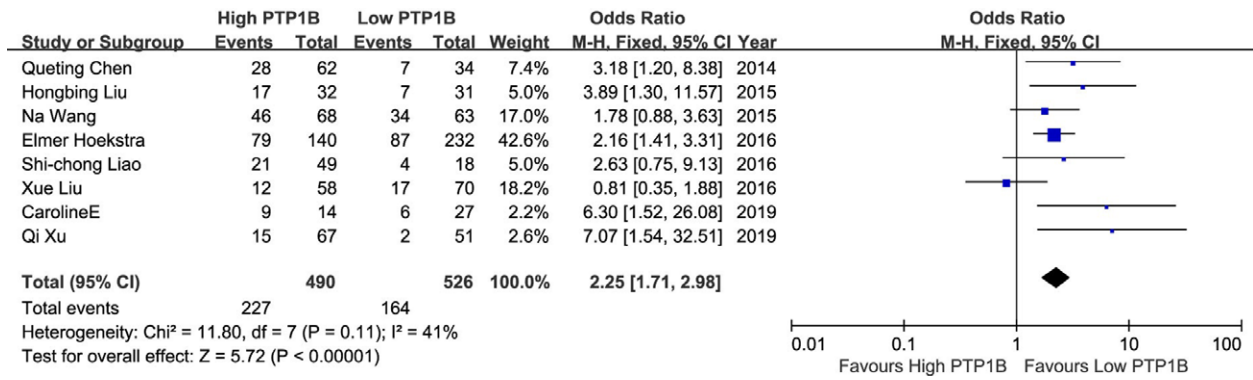 High PTP1B Low PTP1B Odds Ratio Odds Ratio
Study or Subgroup Events Total Events Total Weight M-H, Fixed, 95% CI Year M-H, Fixed, 95% CI
Queting Chen 28 62 7 34 7.4% 3.18 [1.20, 8.38] 2014
Hongbing Liu 17 32 7 31 5.0% 3.89 [1.30, 11.57] 2015
Na Wang 46 68 34 63 17.0% 1.78 [0.88, 3.63] 2015
Elmer Hoekstra 79 140 87 232 42.6% 2.16 [1.41, 3.31] 2016
Shi-chong Liao 21 49 4 18 5.0% 2.63 [0.75, 9.13] 2016
Xue Liu 12 58 17 70 18.2% 0.81 [0.35, 1.88] 2016
CarolineE 9 14 6 27 2.2% 6.30 [1.52, 26.08] 2019
Qi Xu 15 67 2 51 2.6% 7.07 [1.54, 32.51] 2019
Total (95% CI) 490 526 100.0% 2.25 [1.71, 2.98]
Total events 227 164
Heterogeneity: Chi² = 11.80, df = 7 (P = 0.11); I² = 41%
Test for overall effect: Z = 5.72 (P < 0.00001)
0.01 0.1 1 10 100
Favours High PTP1B Favours Low PTP1B